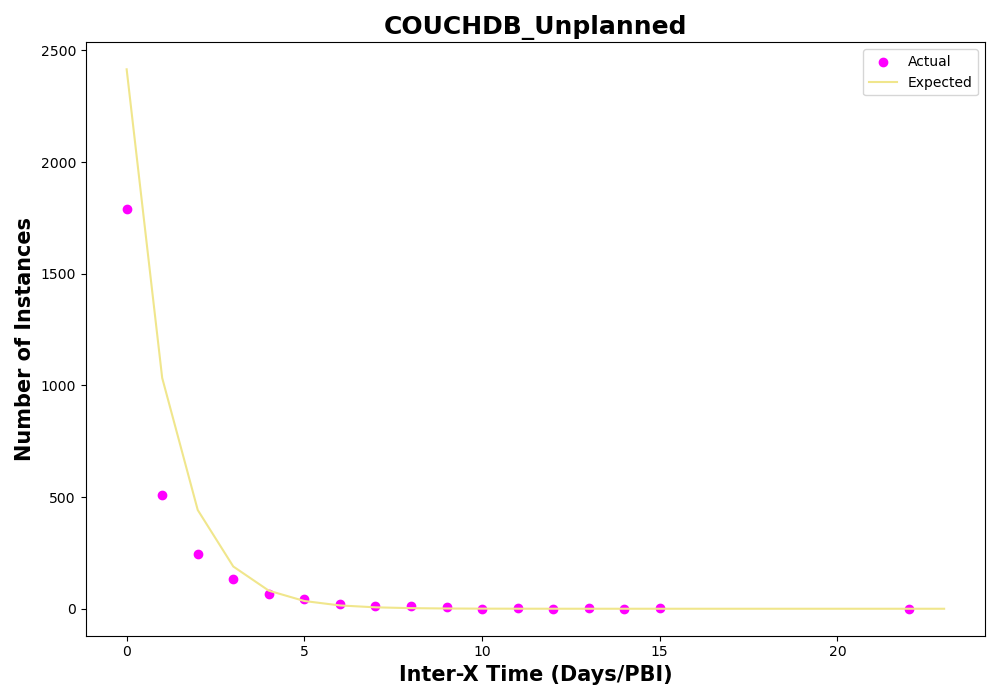 COUCHDB_Unplanned
Actual
Expected
Number of Instances
2500
2000
1500
1000
500
0
0 5 10 15 20
Inter-X Time (Days/PBI)